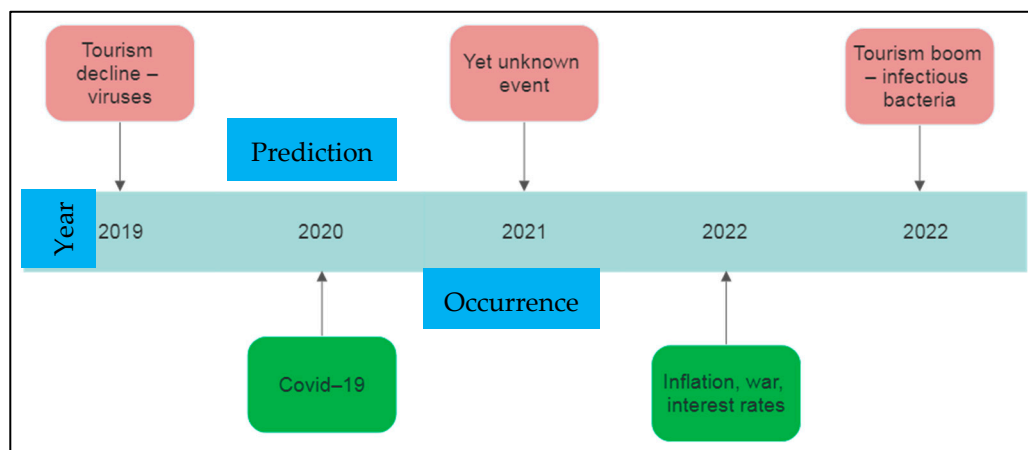 Tourism
decline –
viruses
Yet unknown
event
Tourism boom
– infectious
bacteria
Prediction
Year
2019
2020
2021
2022
2022
Occurrence
Covid–19
Inflation, war,
interest rates